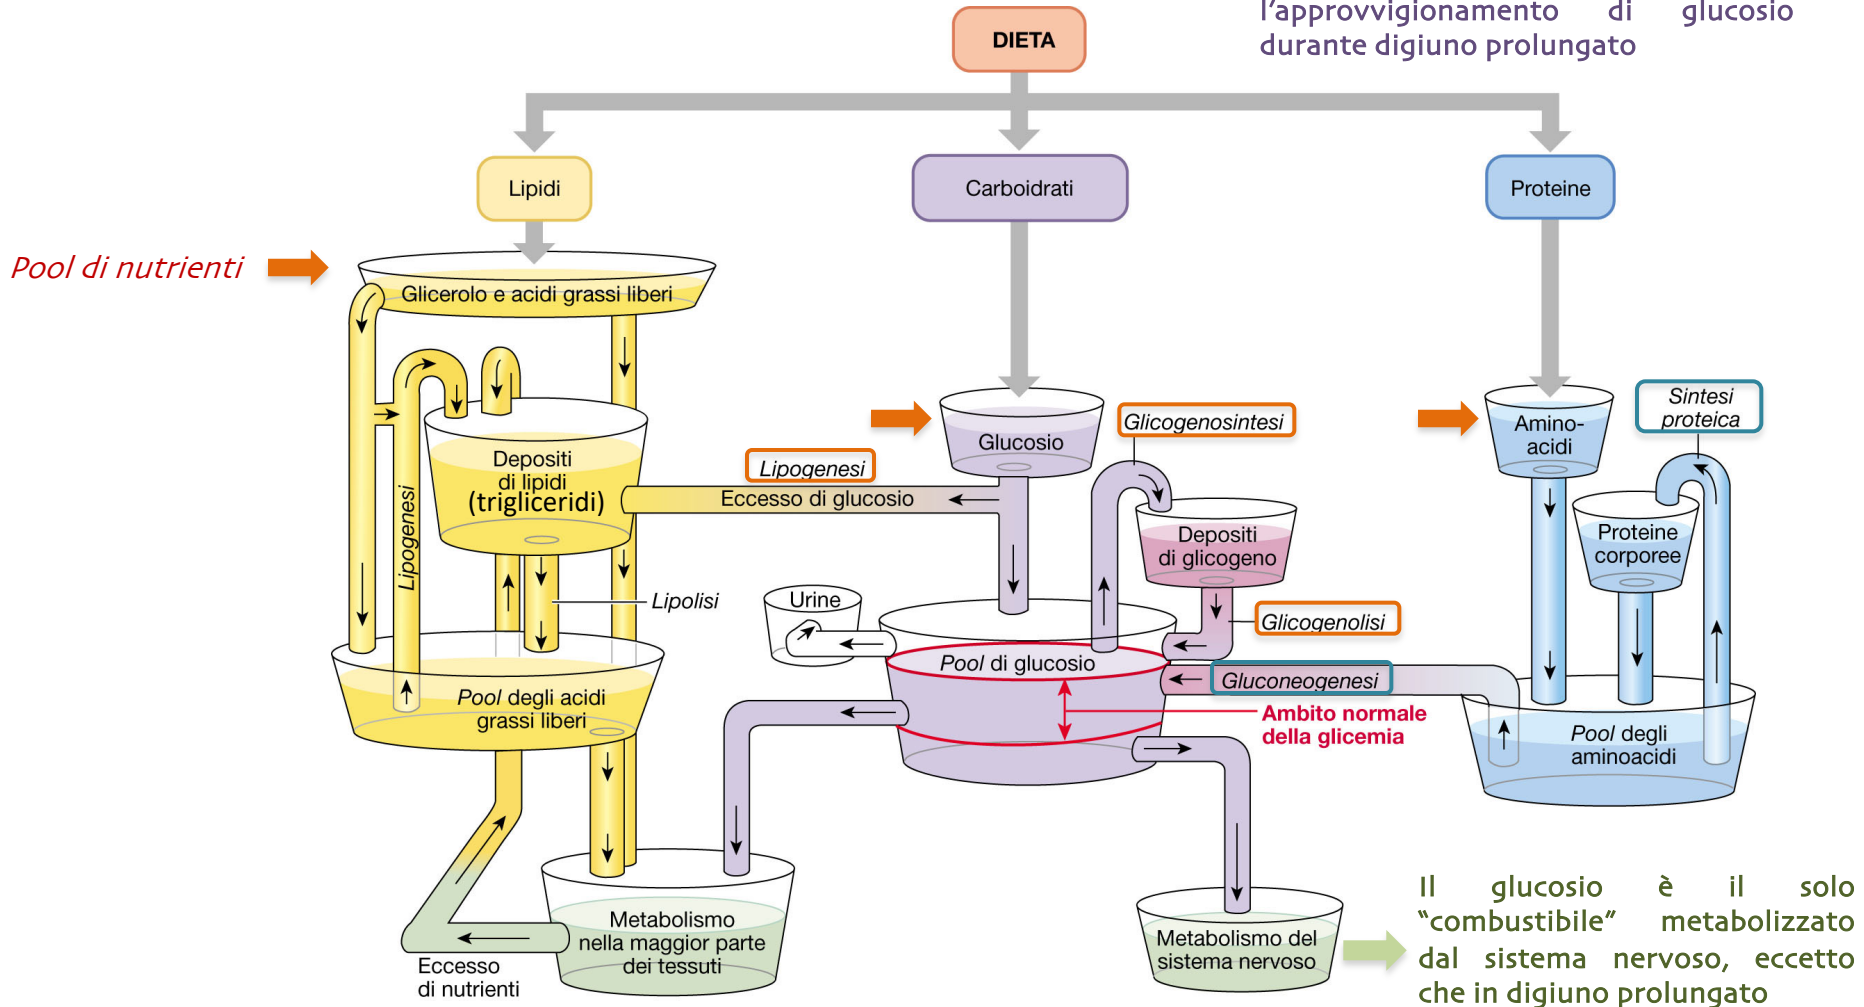 l'approvvigionamento di glucosio
durante digiuno prolungato
DIETA
Lipidi
Carboidrati
Proteine
Pool di nutrienti
Glicerolo e acidi grassi liberi
Depositi
di lipidi
(trigliceridi)
Lipogenesi
Lipolisi
Pool degli acidi
grassi liberi
Lipogenesi
Eccesso di glucosio
Glucosio
Glicogenosintesi
Depositi
di glicogeno
Glicogenolisi
Urine
Pool di glucosio
Gluconeogenesi
Ambito normale
della glicemia
Amino-
acidi
Sintesi
proteica
Proteine
corporee
Pool degli
aminoacidi
Metabolismo
nella maggior parte
dei tessuti
Eccesso
di nutrienti
Metabolismo del
sistema nervoso
Il glucosio è il solo
“combustibile” metabolizzato
dal sistema nervoso, eccetto
che in digiuno prolungato